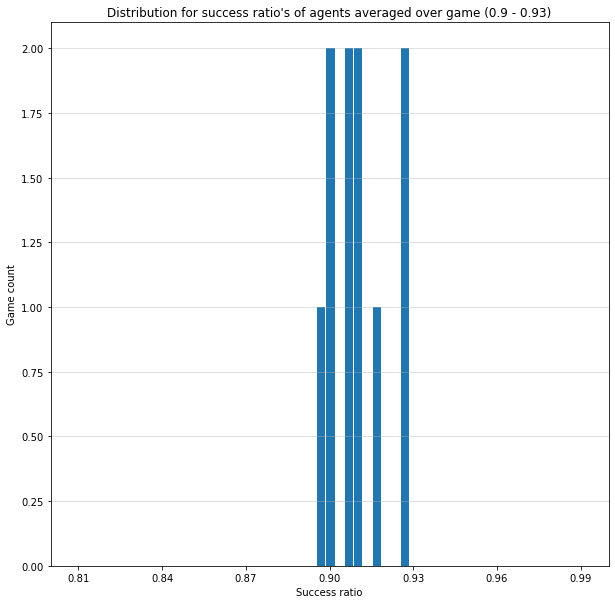 Distribution for success ratio's of agents averaged over game (0.9 - 0.93)
2.00
1.75
1.50
1.25
1.00
0.75
0.50
0.25
0.00
Game count
0.81 0.84 0.87 0.90 0.93 0.96 0.99
Success ratio